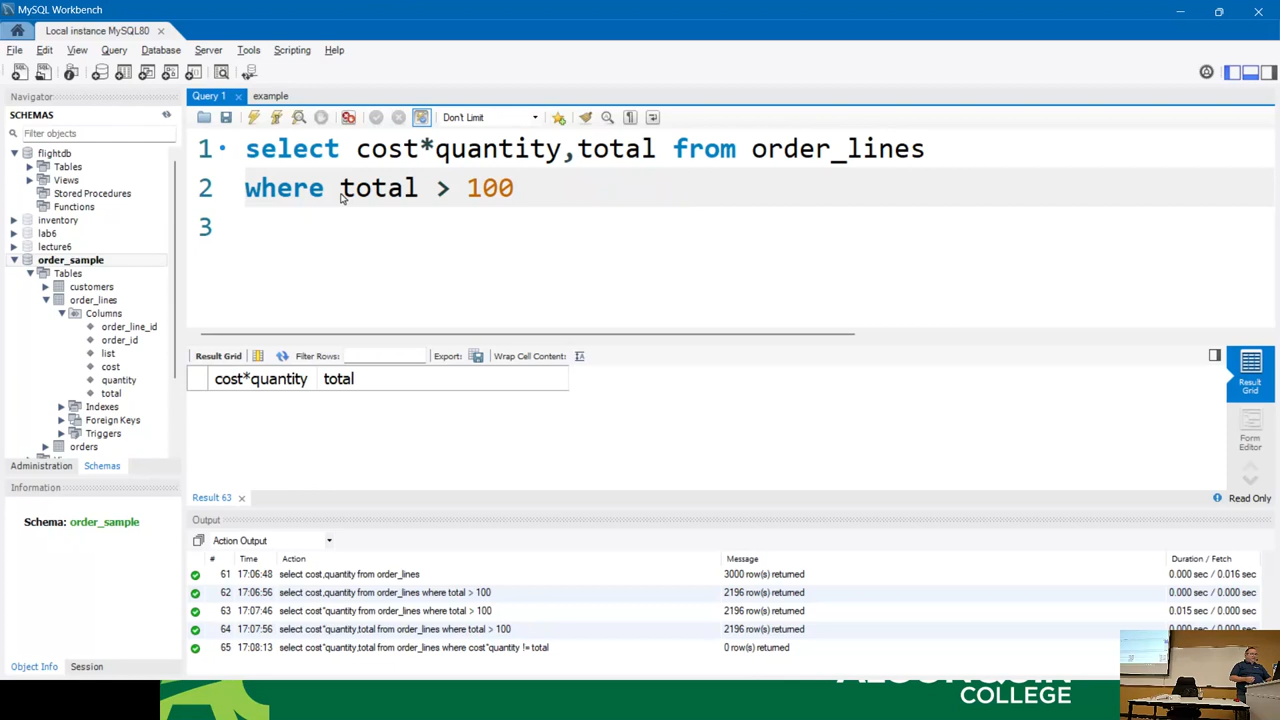 MySQL Workbench
Local instance MySQL80
File Edit View Query Database Server Tools Scripting Help
Navigator
SCHEMAS
Filter objects
flightdb
Tables
Views
Stored Procedures
Functions
inventory
lab6
lecture6
order_sample
Tables
customers
order_lines
Columns
order_line_id
order_id
list
cost
quantity
total
Indexes
Foreign Keys
Triggers
orders
Administration Schemas
Information
Schema: order_sample
Object Info Session
Query 1 example
Don't Limit
1 select cost*quantity,total from order_lines
2 where total > 100
3
Result Grid Filter Rows: Export: Wrap Cell Content:
cost*quantity total
Result Grid
Form Editor
Result 63
Read Only
Output
Action Output
# Time Action Message Duration / Fetch
61 17:06:48 select cost,quantity from order_lines 3000 row(s) returned 0.000 sec / 0.016 sec
62 17:06:56 select cost,quantity from order_lines where total > 100 2196 row(s) returned 0.000 sec / 0.000 sec
63 17:07:46 select cost*quantity from order_lines where total > 100 2196 row(s) returned 0.015 sec / 0.000 sec
64 17:07:56 select cost*quantity,total from order_lines where total > 100 2196 row(s) returned 0.000 sec / 0.000 sec
65 17:08:13 select cost*quantity,total from order_lines where cost*quantity != total 0 row(s) returned
COLLEGE